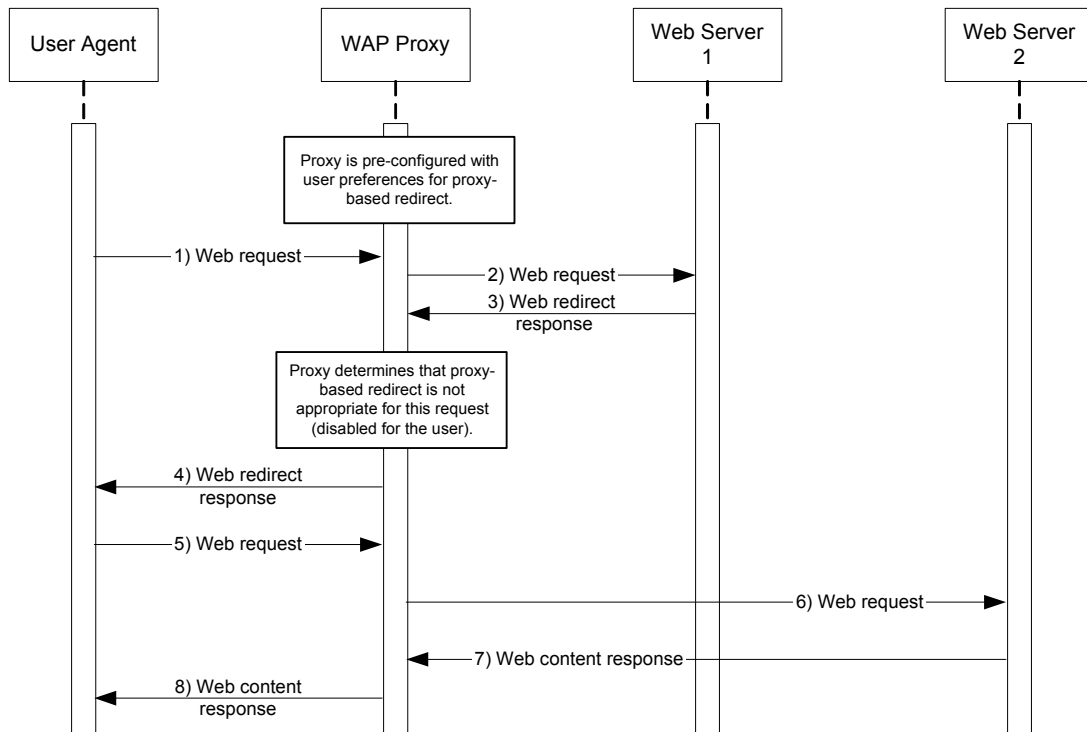 User Agent
WAP Proxy
Web Server
1
Web Server
2
Proxy is pre-configured with
user preferences for proxy-
based redirect.
1) Web request
2) Web request
3) Web redirect
response
Proxy determines that proxy-
based redirect is not
appropriate for this request
(disabled for the user).
4) Web redirect
response
5) Web request
6) Web request
7) Web content response
8) Web content
response